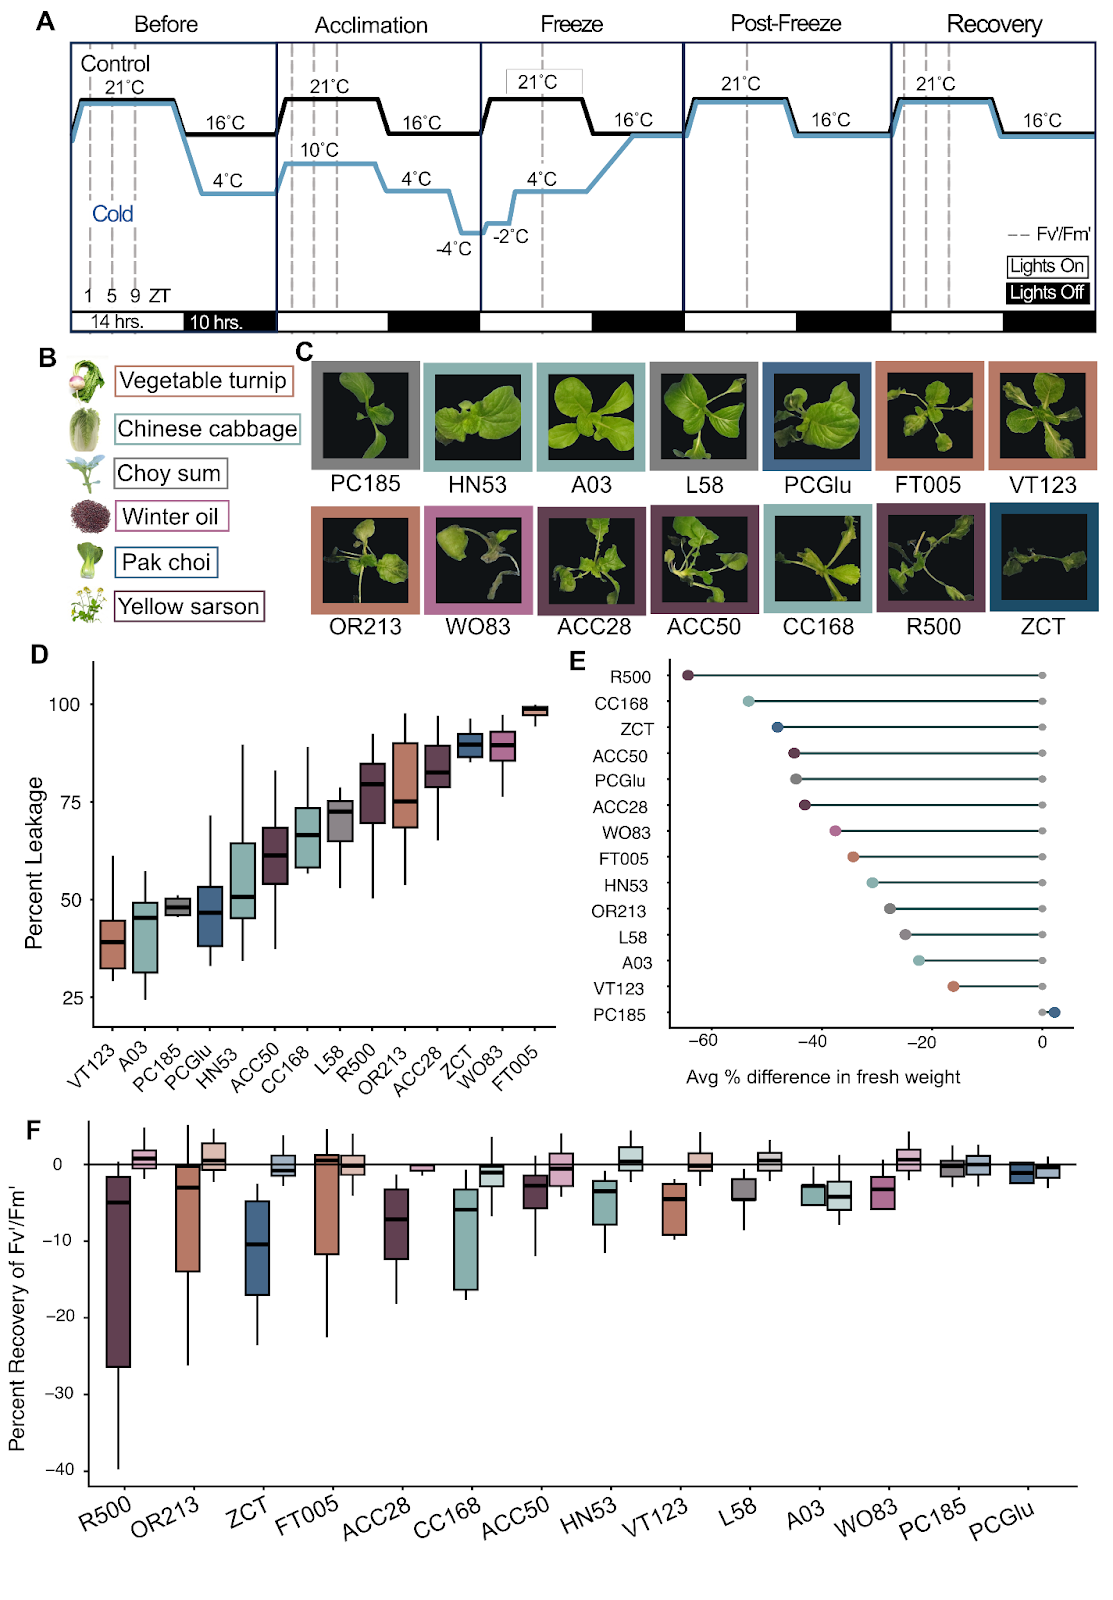 A
Before
Acclimation
Freeze
Post-Freeze
Recovery
Control
21˚C
21˚C
21˚C
21˚C
21˚C
16˚C
16˚C
16˚C
16˚C
16˚C
10˚C
4˚C
4˚C
4˚C
Cold
-4˚C
-2˚C
Fv'/Fm'
Lights On
Lights Off
1 5 9 ZT
14 hrs.
10 hrs.
B
Vegetable turnip
Chinese cabbage
Choy sum
Winter oil
Pak choi
Yellow sarson
C
PC185 HN53 A03 L58 PCGlu FT005 VT123
OR213 WO83 ACC28 ACC50 CC168 R500 ZCT
D
Percent Leakage
100
75
50
25
VT123 A03 PC185 PCGlu HN53 ACC50 CC168 L58 R500 OR213 ACC28 ZCT WO83 FT005
E
R500
CC168
ZCT
ACC50
PCGlu
ACC28
WO83
FT005
HN53
OR213
L58
A03
VT123
PC185
−60 −40 −20 0
Avg % difference in fresh weight
F
Percent Recovery of Fv'/Fm'
0
−10
−20
−30
−40
R500 OR213 ZCT FT005 ACC28 CC168 ACC50 HN53 VT123 L58 A03 WO83 PC185 PCGlu